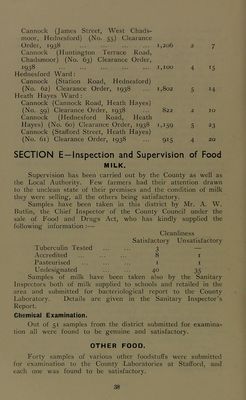 Cannock (James Street, West Chads-
moor, Hednesford) (No. 55) Clearance
Order, 1938 ... ... ... ... 1,206 2 7
Cannock (Huntington Terrace Road,
Chadsmoor) (No. 63) Clearance Order,
1938 ... ... ... ... ... 1,100 4 15
Hednesford Ward:
Cannock (Station Road, Hednesford)
(No. 62) Clearance Order, 1938 ... 1,802 5 14
Heath Hayes Ward:
Cannock (Cannock Road, Heath Hayes)
(No. 59) Clearance Order, 1938 ... 822 2 10
Cannock (Hednesford Road, Heath
Hayes) (No. 60) Clearance Order, 1938 1,159 5 23
Cannock (Stafford Street, Heath Hayes)
(No. 61) Clearance Order, 1938 ... 915 4 20
SECTION E—Inspection and Supervision of Food
MILK.
Supervision has been carried out by the County as well as
the Local Authority. Few farmers had their attention drawn
to the unclean state of their premises and the condition of milk
they were selling, all the others being satisfactory.
Samples have been taken in this district by Mr. A. W.
Butlin, the Chief Inspector of the County Council under the
sale of Food and Drugs Act, who has kindly supplied the
following information:—
Cleanliness
Satisfactory Unsatisfactory
Tuberculin Tested ... ... 3 —
Accredited ... ... ... 8 1
Pasteurised ... ... ... 1 1
Undesignated ... ... 40 35
Samples of milk have been taken also by the Sanitary
Inspectors both of milk supplied to schools and retailed in the
area and submitted for bacteriological report to the County
Laboratory. Details are given in the Sanitary Inspector's
Report.
Chemical Examination.
Out of 51 samples from the district submitted for examina-
tion all were found to be genuine and satisfactory.
OTHER FOOD.
Forty samples of various other foodstuffs were submitted
for examination to the County Laboratories at Stafford, and
each one was found to be satisfactory.
38